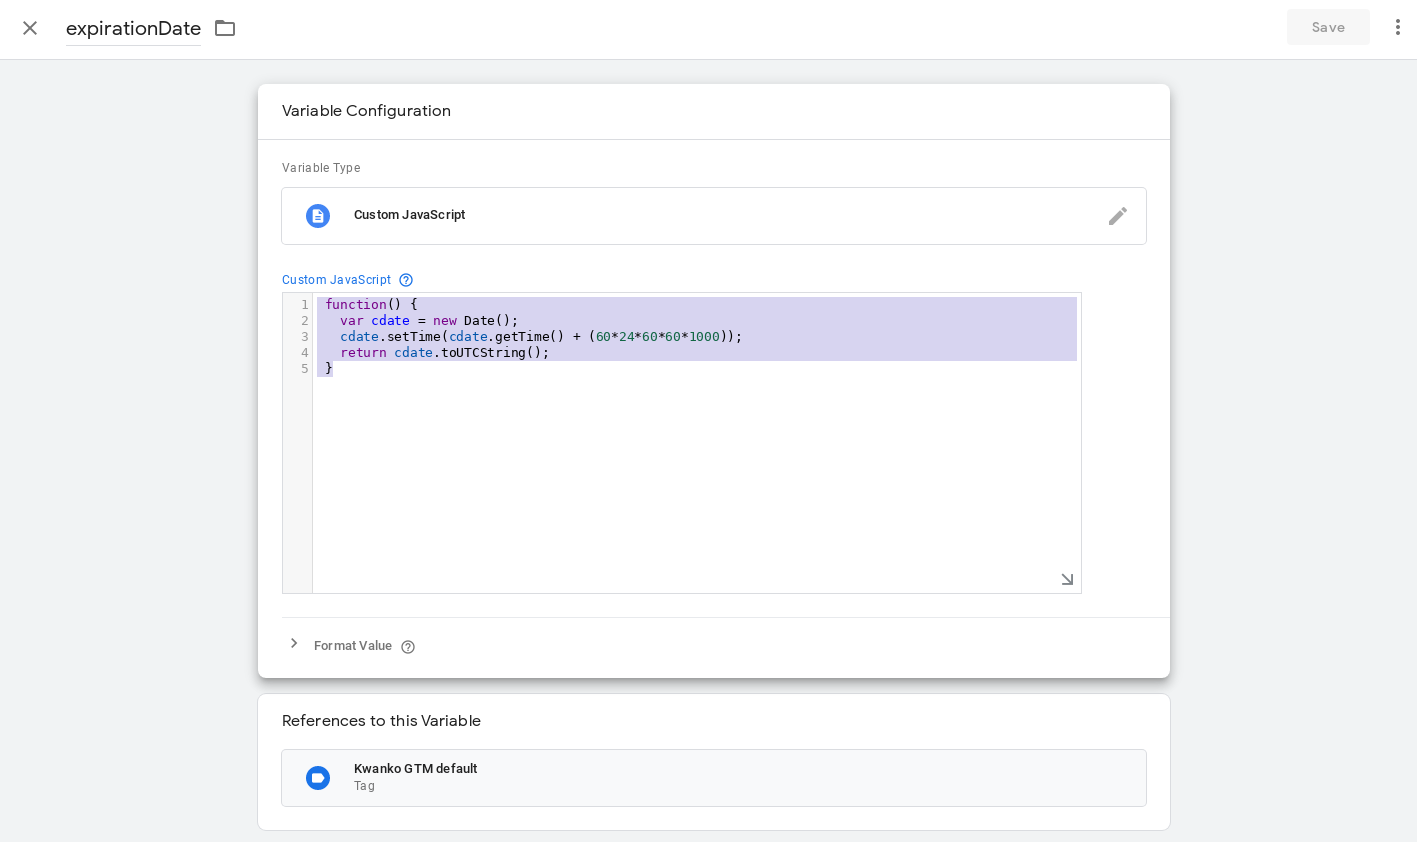 expirationDate
Save
Variable Configuration
Variable Type
Custom JavaScript
Custom JavaScript
1 function() {
2 var cdate = new Date();
3 cdate.setTime(cdate.getTime() + (60*24*60*60*1000));
4 return cdate.toUTCString();
5 }
Format Value
References to this Variable
Kwanko GTM default
Tag